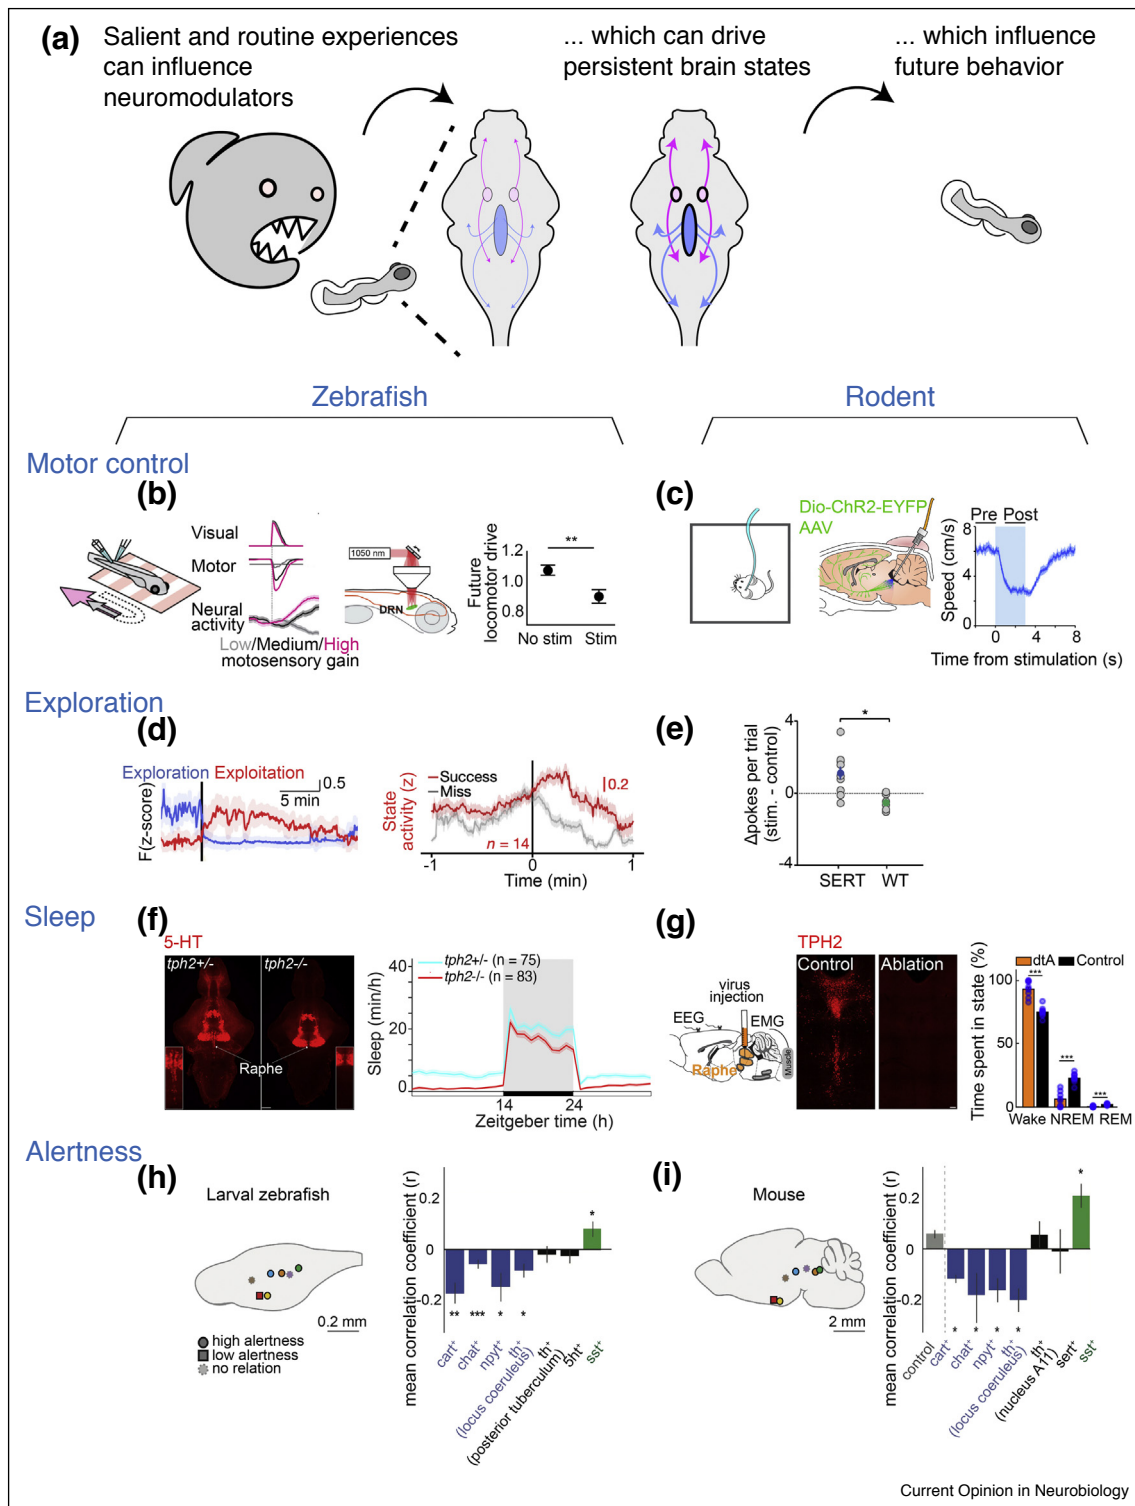 (a) Salient and routine experiences
can influence
neuromodulators
... which can drive
persistent brain states
... which influence
future behavior
Zebrafish
Rodent
Motor control
(b)
Visual
Motor
Neural
activity
Low/Medium/High
motosensory gain
1050 nm
DRN
Future
locomotor drive
1.2
1.0
0.8
**
No stim Stim
(c)
Dio-ChR2-EYFP
AAV
Pre Post
Speed (cm/s)
8
4
0
0 4 8
Time from stimulation (s)
Exploration
(d)
Exploration Exploitation
0.5
5 min
F(z-score)
State
activity (z)
Success
Miss
0.2
n = 14
-1 0 1
Time (min)
(e)
Δpokes per trial
(stim. - control)
4
0
-4
*
SERT WT
Sleep
(f)
5-HT
tph2+/- tph2-/-
Raphe
Sleep (min/h)
40
20
0
tph2+/- (n = 75)
tph2-/- (n = 83)
14 24
Zeitgeber time (h)
(g)
TPH2
Control Ablation
virus
injection
EEG EMG
Raphe
Muscle
Time spent in state (%)
dtA Control
100
50
0
***
***
***
Wake NREM REM
Alertness
(h)
Larval zebrafish
0.2 mm
high alertness
low alertness
no relation
mean correlation coefficient (r)
0.2
0
-0.2
** *** * * *
cart+
chat+
npyt+
th+
(locus coeruleus)
th+
(posterior tuberculum)
5ht+
sst+
(i)
Mouse
2 mm
mean correlation coefficient (r)
0.2
0
-0.2
* * * * *
control
cart+
chat+
npyt+
th+
(locus coeruleus)
th+
(nucleus A11)
sert+
sst+
Current Opinion in Neurobiology